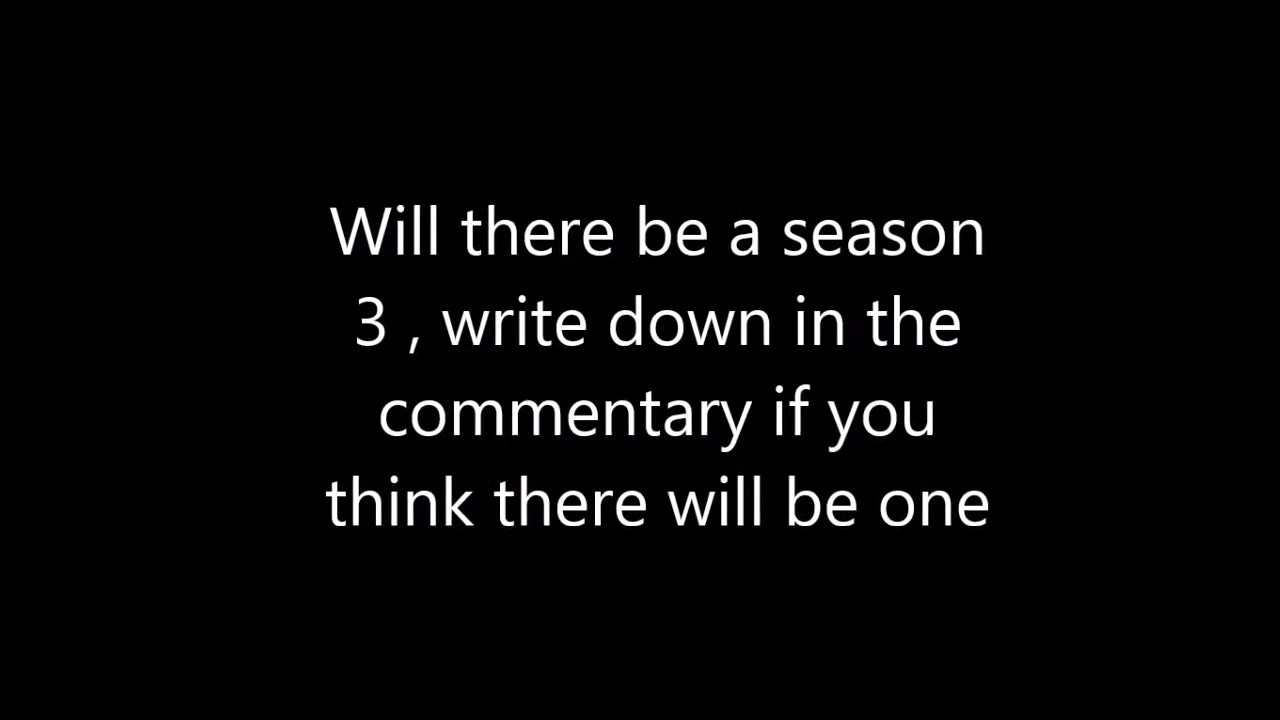 Will there be a season
3 , write down in the
commentary if you
think there will be one